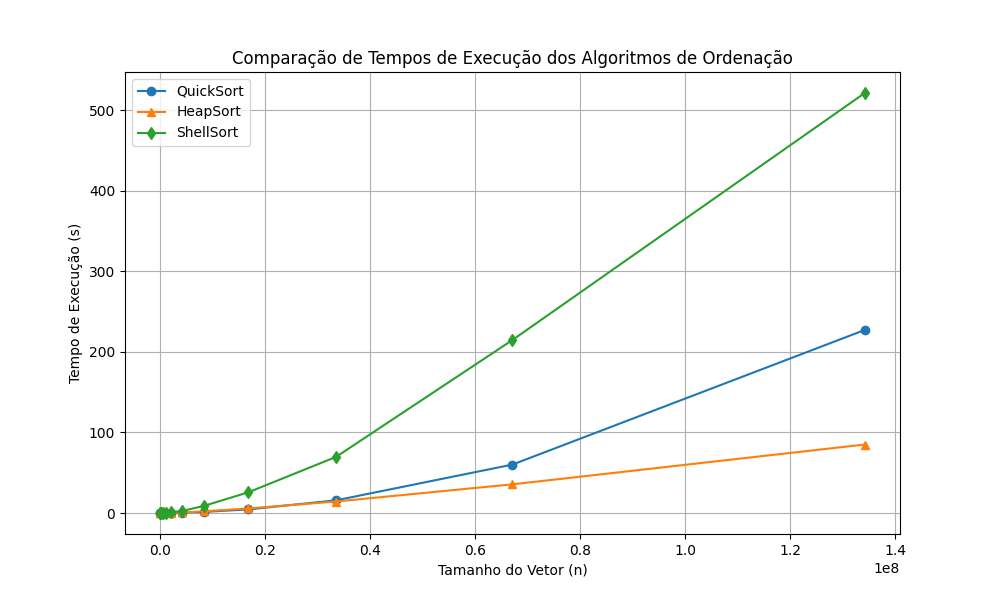 Comparação de Tempos de Execução dos Algoritmos de Ordenação
QuickSort
HeapSort
ShellSort
Tempo de Execução (s)
500
400
300
200
100
0
0.0 0.2 0.4 0.6 0.8 1.0 1.2 1.4
1e8
Tamanho do Vetor (n)